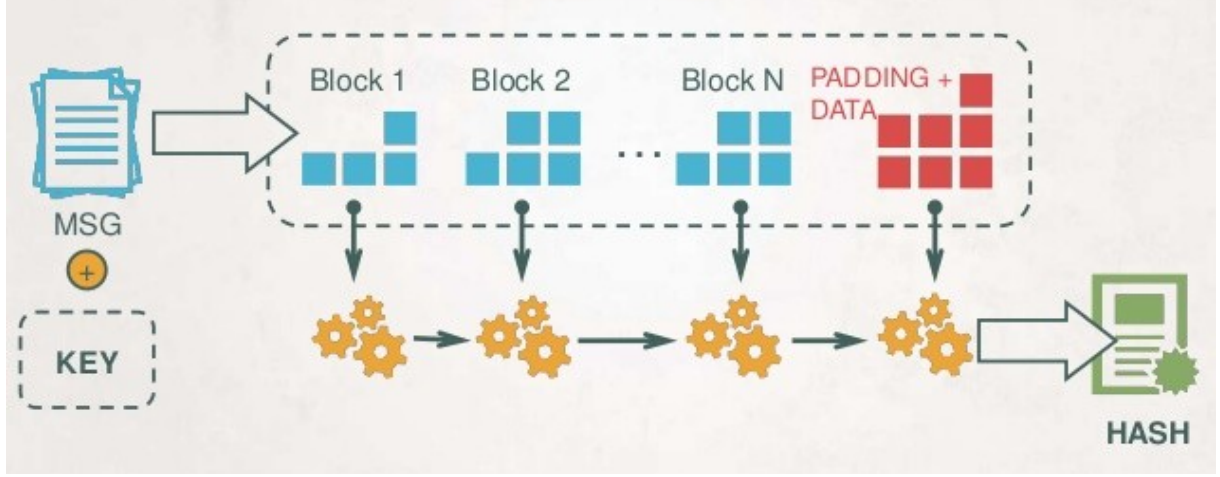 Block 1
Block 2
...
Block N
PADDING +
DATA
MSG
+
KEY
HASH